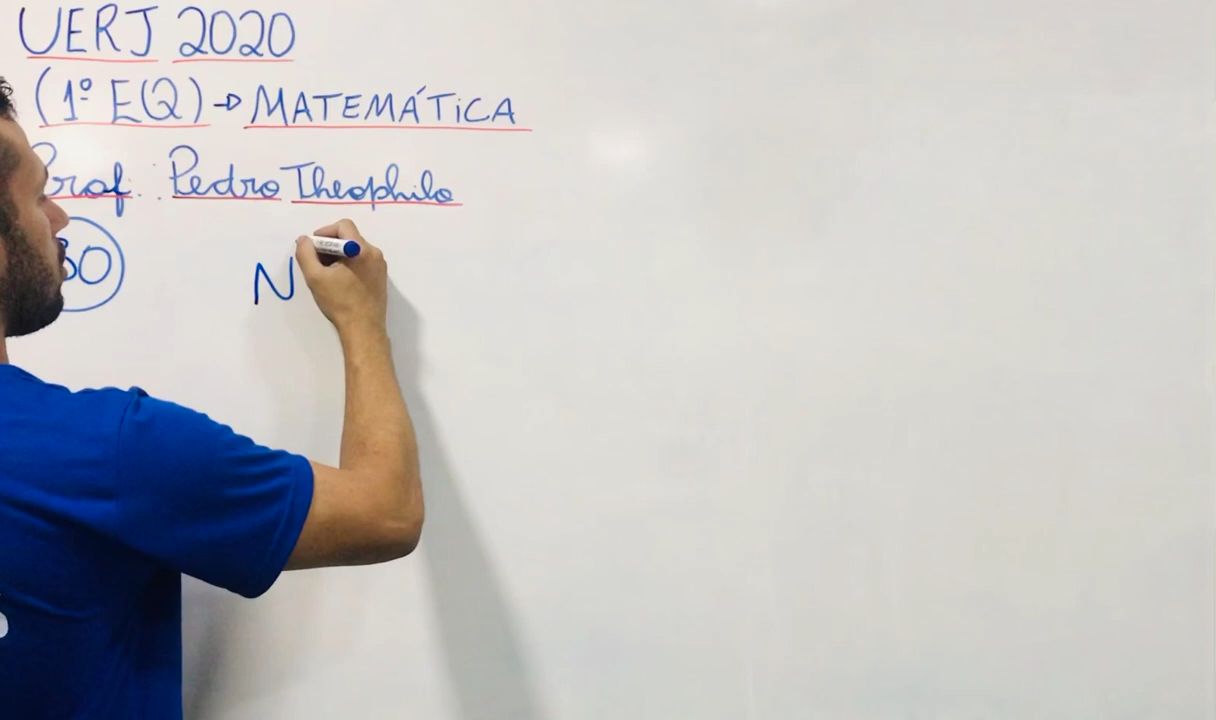 UERJ 2020
(1º EQ) → MATEMÁTICA
Prof. : Pedro Theophilo
30
N